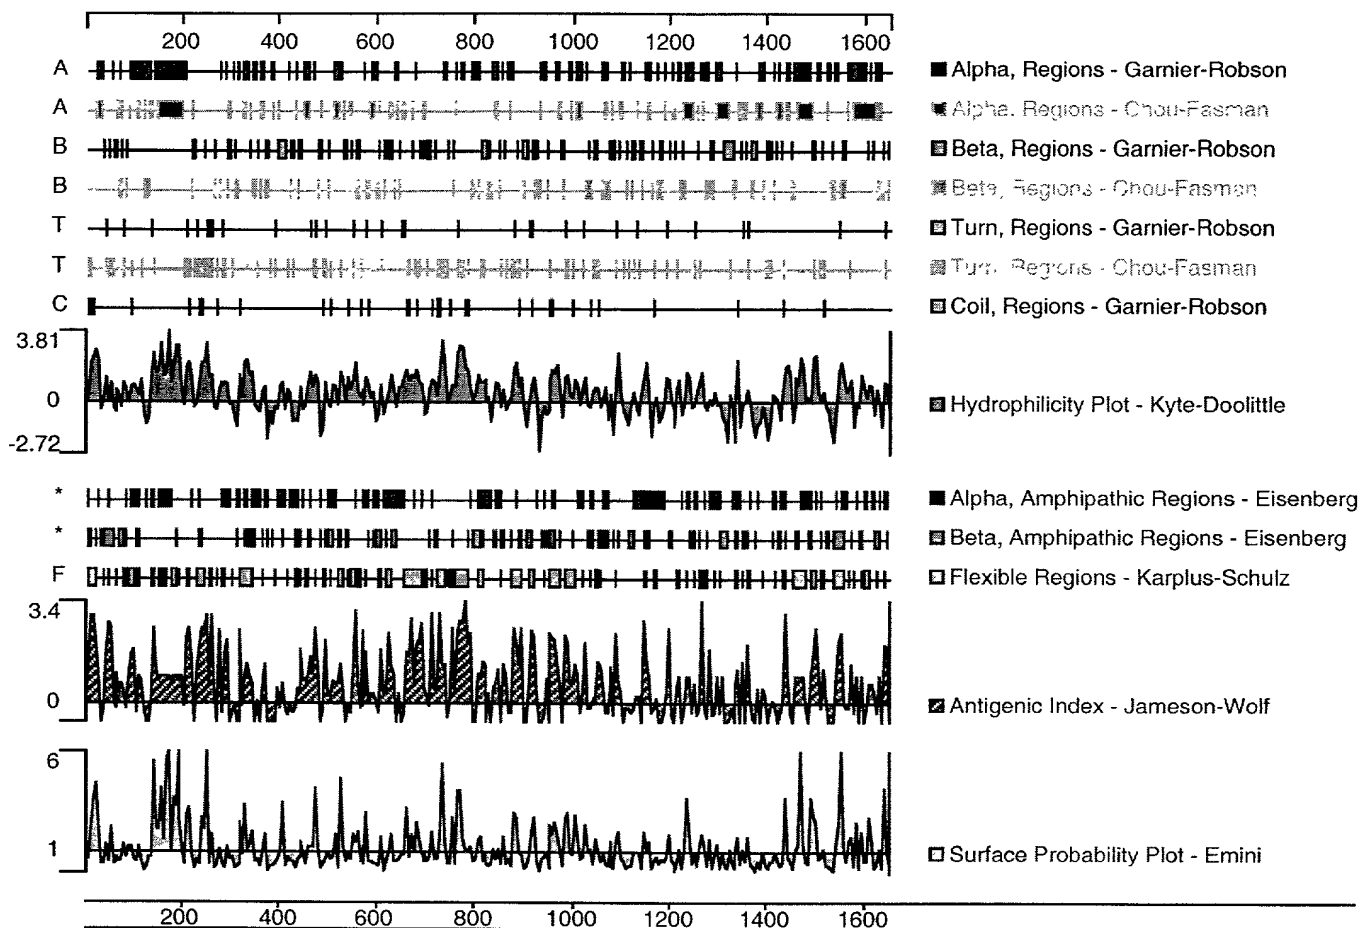 200 400 600 800 1000 1200 1400 1600
A Alpha, Regions - Garnier-Robson
A Alpha, Regions - Chou-Fasman
B Beta, Regions - Garnier-Robson
B Beta, Regions - Chou-Fasman
T Turn, Regions - Garnier-Robson
T Turn, Regions - Chou-Fasman
C Coil, Regions - Garnier-Robson
3.81
0 Hydrophilicity Plot - Kyte-Doolittle
-2.72
* Alpha, Amphipathic Regions - Eisenberg
* Beta, Amphipathic Regions - Eisenberg
F Flexible Regions - Karplus-Schulz
3.4
0 Antigenic Index - Jameson-Wolf
6
1 Surface Probability Plot - Emini
200 400 600 800 1000 1200 1400 1600